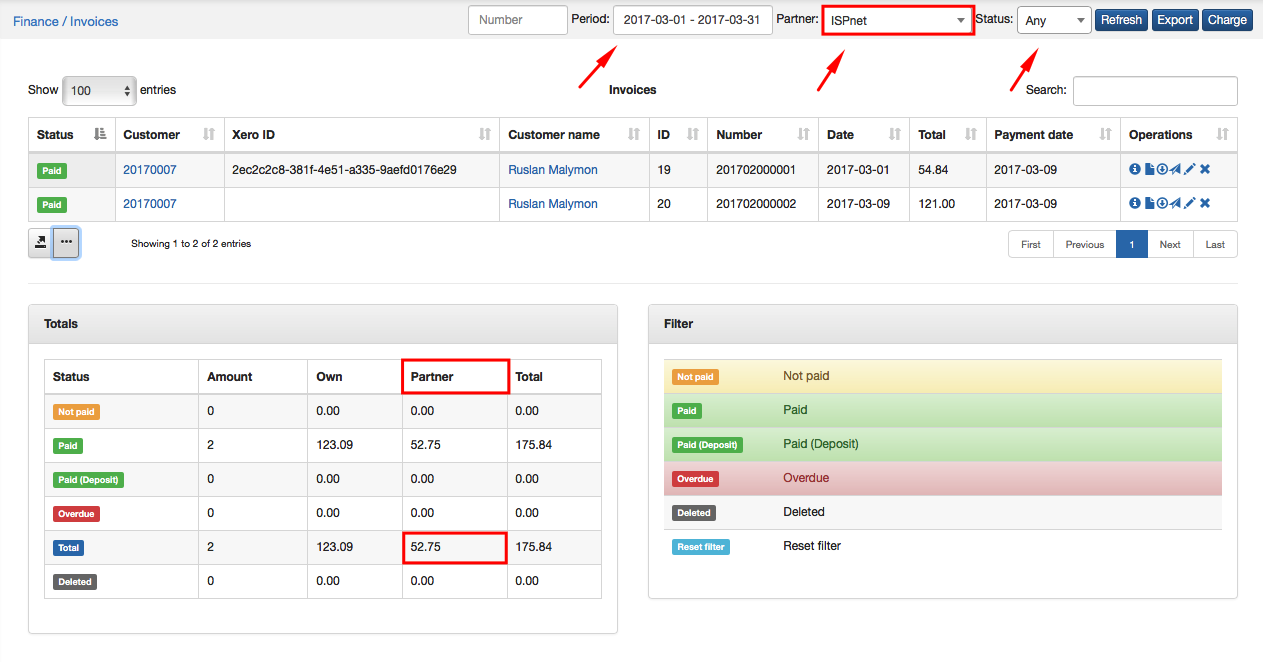 Finance / Invoices Number Period: 2017-03-01 - 2017-03-31 Partner: ISPnet Status: Any Refresh Export Charge
Show 100 entries Invoices Search:
Status Customer Xero ID Customer name ID Number Date Total Payment date Operations
Paid 20170007 2ec2c2c8-381f-4e51-a335-9aefd0176e29 Ruslan Malymon 19 201702000001 2017-03-01 54.84 2017-03-09
Paid 20170007 Ruslan Malymon 20 201702000002 2017-03-09 121.00 2017-03-09
Showing 1 to 2 of 2 entries First Previous 1 Next Last
Totals
Status Amount Own Partner Total
Not paid 0 0.00 0.00 0.00
Paid 2 123.09 52.75 175.84
Paid (Deposit) 0 0.00 0.00 0.00
Overdue 0 0.00 0.00 0.00
Total 2 123.09 52.75 175.84
Deleted 0 0.00 0.00 0.00
Filter
Not paid Not paid
Paid Paid
Paid (Deposit) Paid (Deposit)
Overdue Overdue
Deleted Deleted
Reset filter Reset filter